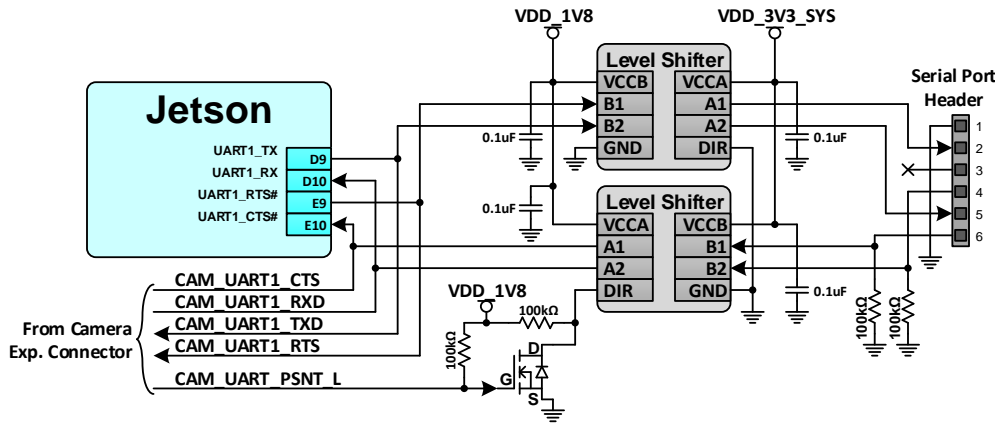 VDD_1V8
VDD_3V3_SYS
Level Shifter
VCCB
VCCA
B1
A1
B2
A2
GND
DIR
0.1uF
0.1uF
Serial Port
Header
1
2
3
4
5
6
Jetson
UART1_TX
D9
UART1_RX
D10
UART1_RTS#
E9
UART1_CTS#
E10
0.1uF
Level Shifter
VCCA
VCCB
A1
B1
A2
B2
DIR
GND
0.1uF
100kΩ
100kΩ
From Camera
Exp. Connector
CAM_UART1_CTS
CAM_UART1_RXD
CAM_UART1_TXD
CAM_UART1_RTS
CAM_UART_PSNT_L
VDD_1V8
100kΩ
100kΩ
D
G
S